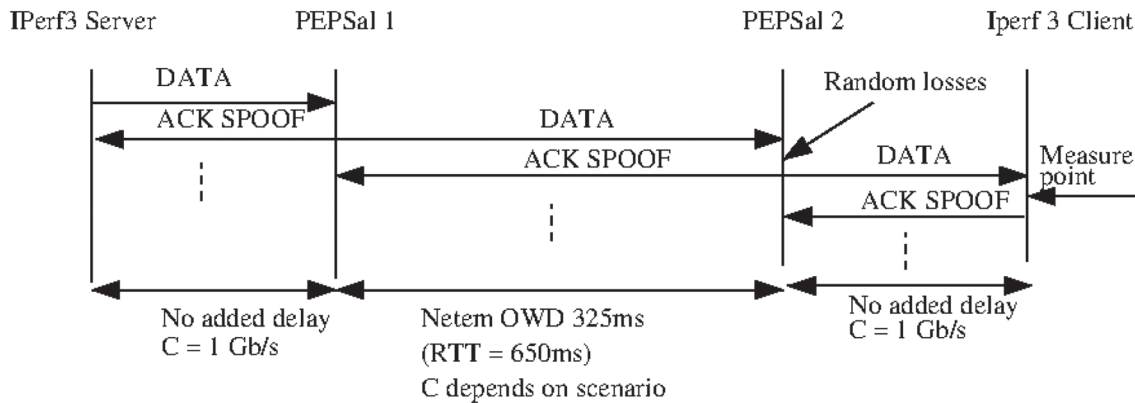 IPerf3 Server PEPSal 1 PEPSal 2 Iperf 3 Client
DATA
Random losses
ACK SPOOF DATA
ACK SPOOF DATA
Measure
point
ACK SPOOF
No added delay
C = 1 Gb/s
Netem OWD 325ms
(RTT = 650ms)
C depends on scenario
No added delay
C = 1 Gb/s